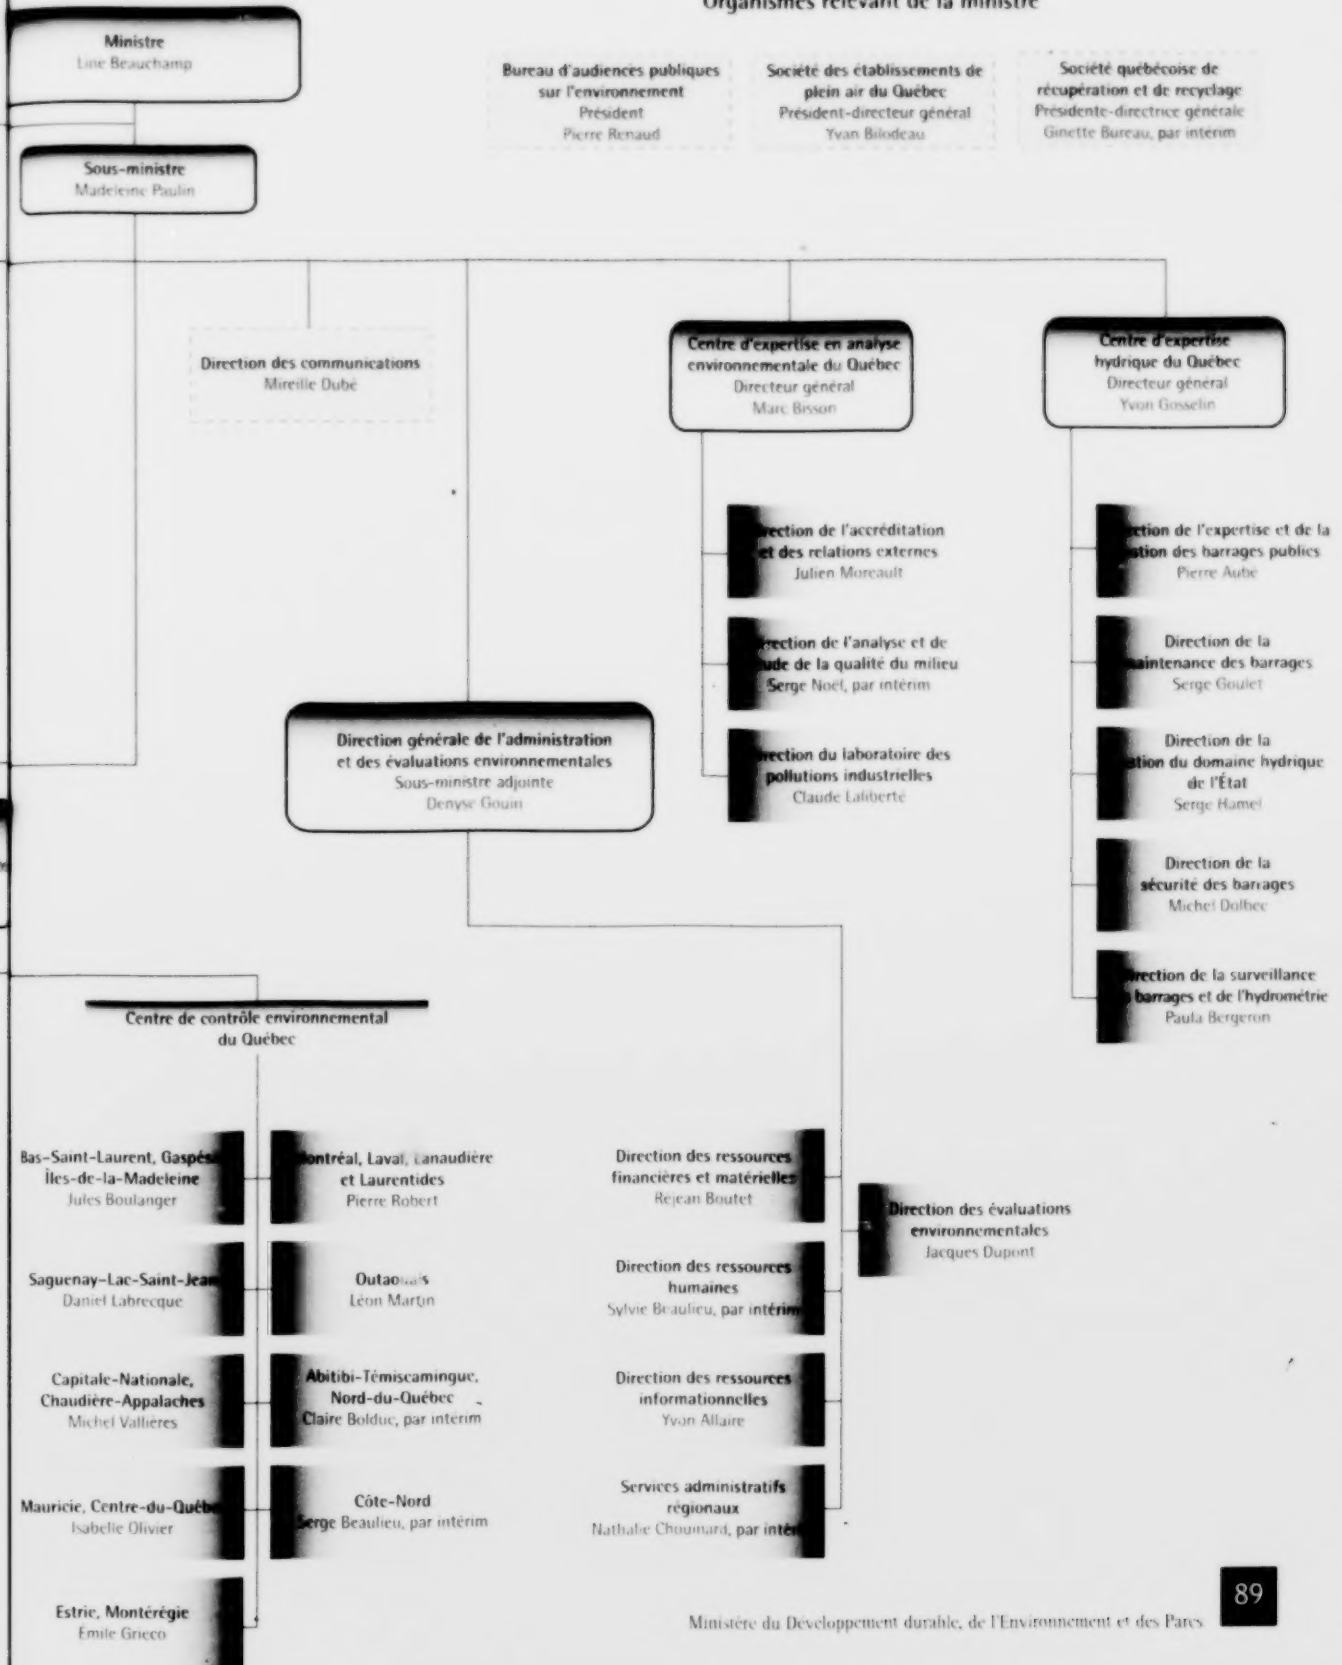 Organismes relevant de la ministre
Ministre
Line Beauchamp
Bureau d'audiences publiques
sur l'environnement
Président
Pierre Renaud
Société des établissements de
plein air du Québec
Président-directeur général
Yvan Bilodeau
Société québécoise de
récupération et de recyclage
Présidente-directrice générale
Ginette Bureau, par intérim
Sous-ministre
Madeleine Paulin
Direction des communications
Mireille Dubé
Centre d'expertise en analyse
environnementale du Québec
Directeur général
Marc Bisson
Centre d'expertise
hydrique du Québec
Directeur général
Yvon Gosselin
rection de l'accréditation
et des relations externes
Julien Moreault
rection de l'analyse et de
ude de la qualité du milieu
Serge Noël, par intérim
rection du laboratoire des
pollutions industrielles
Claude Laliberté
ction de l'expertise et de la
stion des barrages publics
Pierre Aubé
Direction de la
aintenance des barrages
Serge Goulet
Direction de la
stion du domaine hydrique
de l'État
Serge Hamel
Direction de la
sécurité des barrages
Michel Dolbec
rection de la surveillance
barrages et de l'hydrométrie
Paula Bergeron
Direction générale de l'administration
et des évaluations environnementales
Sous-ministre adjointe
Denyse Gouin
Centre de contrôle environnemental
du Québec
Bas-Saint-Laurent, Gaspés
Îles-de-la-Madeleine
Jules Boulanger
ontréal, Laval, Lanaudière
et Laurentides
Pierre Robert
Saguenay-Lac-Saint-Jean
Daniel Labrecque
Outaouais
Léon Martin
Capitale-Nationale,
Chaudière-Appalaches
Michel Vallières
Abitibi-Témiscamingue,
Nord-du-Québec
Claire Bolduc, par intérim
Mauricie, Centre-du-Québe
Isabelle Olivier
Côte-Nord
Serge Beaulieu, par intérim
Estrie, Montérégie
Émile Grieco
Direction des ressources
financières et matérielles
Réjean Boutet
Direction des ressources
humaines
Sylvie Beaulieu, par intérim
Direction des ressources
informationnelles
Yvon Allaire
Services administratifs
régionaux
Nathalie Chouinard, par intéri
Direction des évaluations
environnementales
Jacques Dupont
Ministère du Développement durable, de l'Environnement et des Parcs
89